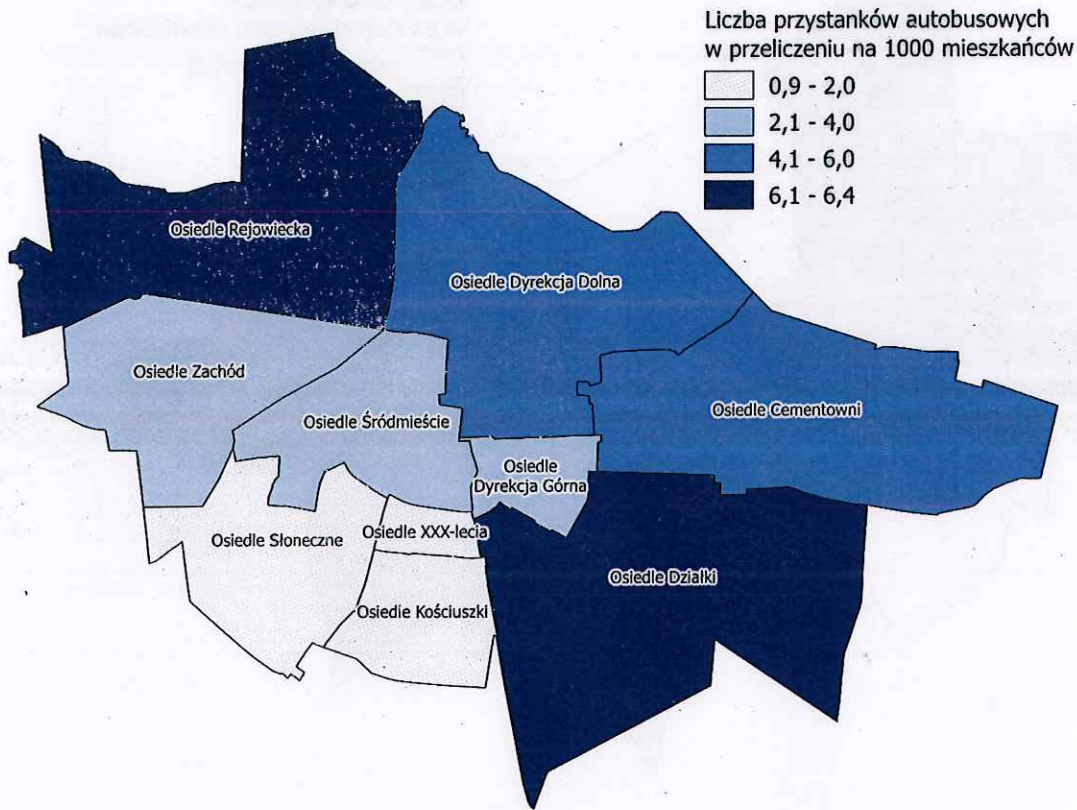 Liczba przystanków autobusowych
w przeliczeniu na 1000 mieszkańców
0,9 - 2,0
2,1 - 4,0
4,1 - 6,0
6,1 - 6,4
Osiedle Rejowiecka
Osiedle Dyrekcja Dolna
Osiedle Zachód
Osiedle Śródmieście
Osiedle Cementowni
Osiedle
Dyrekcja Górna
Osiedle Słoneczne
Osiedle XXX-lecia
Osiedle Działki
Osiedle Kościuszki